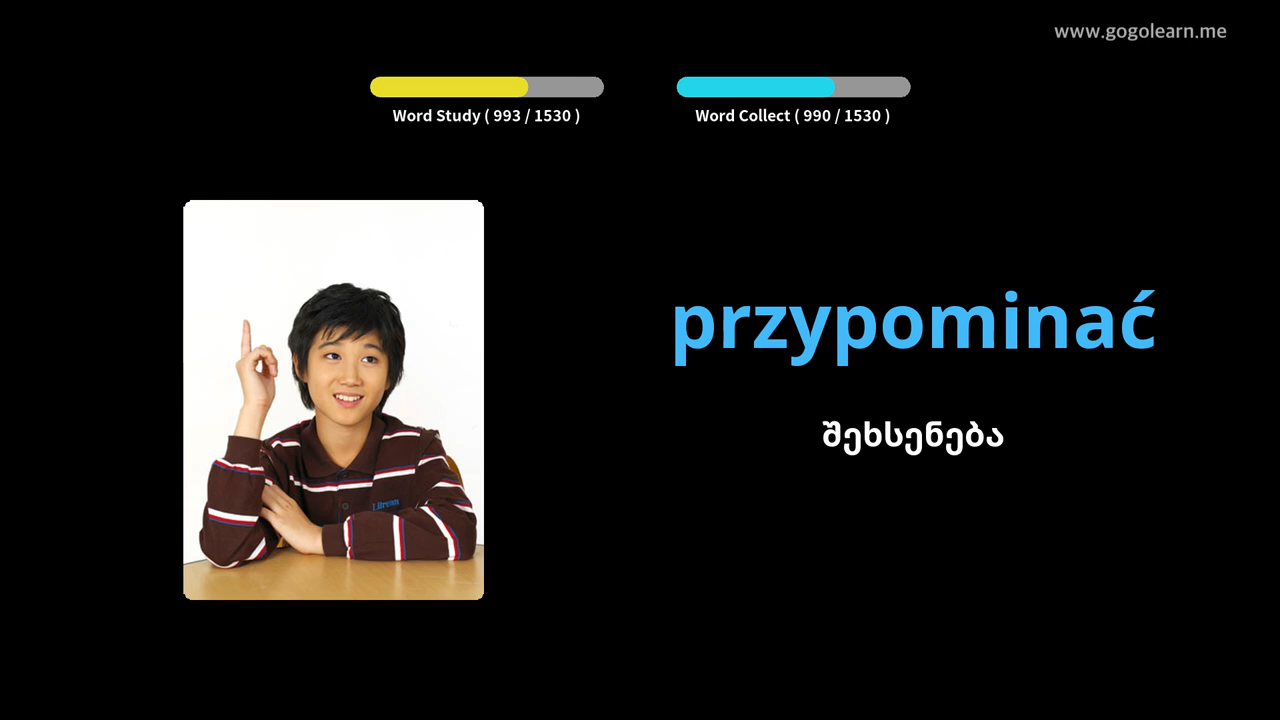 www.gogolearn.me
Word Study ( 993 / 1530 )
Word Collect ( 990 / 1530 )
przypominać
შეხსენება